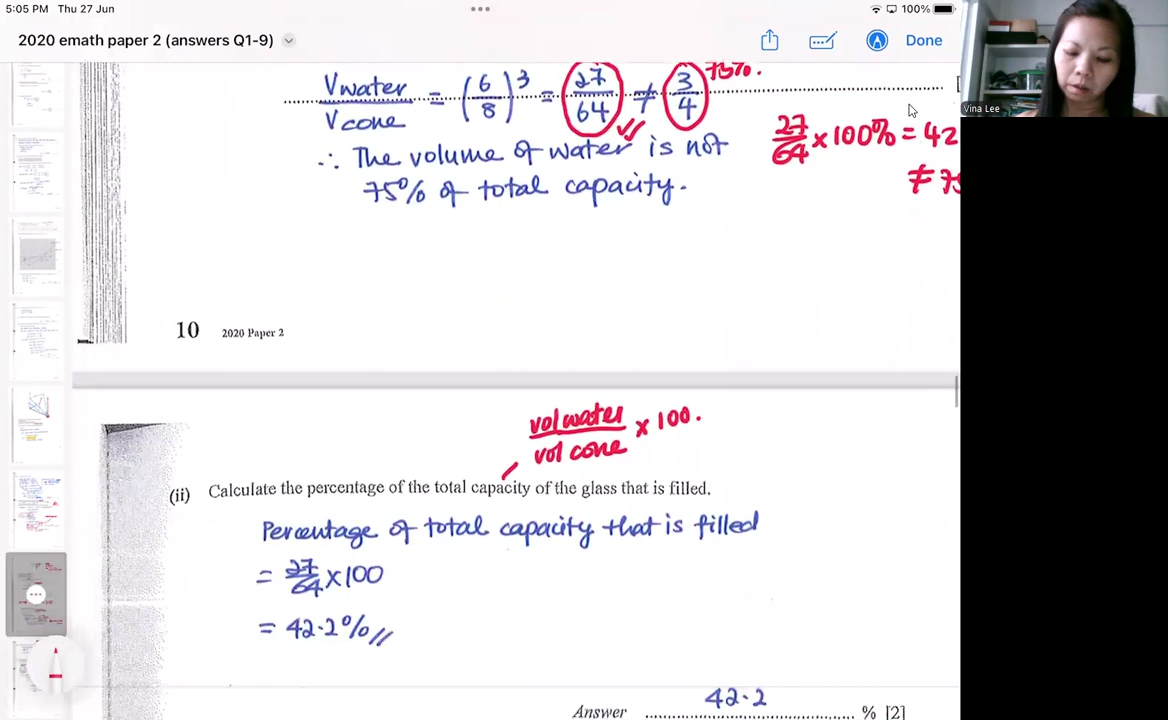 5:05 PM Thu 27 Jun
100%
2020 emath paper 2 (answers Q1-9)
Done
Vina Lee
V water / V cone = (6/8)^3 = 27/64 ≠ 3/4
75%.
27/64 × 100% = 42
≠ 75
∴ The volume of water is not
75% of total capacity.
10 2020 Paper 2
vol water / vol cone × 100.
(ii) Calculate the percentage of the total capacity of the glass that is filled.
Percentage of total capacity that is filled
= 27/64 × 100
= 42.2%
42.2
Answer % [2]